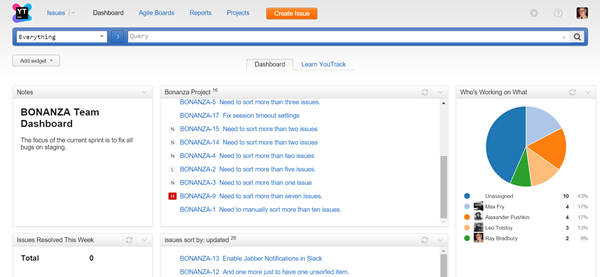 YT
Issues
Dashboard
Agile Boards
Reports
Projects
Create Issue
Everything
Query
Add widget
Dashboard
Learn YouTrack
Notes
BONANZA Team
Dashboard
The focus of the current sprint is to fix all
bugs on staging.
Bonanza Project 16
BONANZA-5 Need to sort more than three issues.
BONANZA-17 Fix session timeout settings
N BONANZA-15 Need to sort more than two issues
N BONANZA-14 Need to sort more than two issues
N BONANZA-4 Need to sort more than two issues
L BONANZA-2 Need to sort more than five issues.
N BONANZA-3 Need to sort more than one issue
H BONANZA-9 Need to sort more than seven issues.
BONANZA-1 Need to manually sort more than ten issues.
Who's Working on What
Unassigned 10 43%
Max Fry 4 17%
Alexander Pushkin 4 17%
Leo Tolstoy 3 13%
Ray Bradbury 2 9%
Issues Resolved This Week
Total 0
issues sort by: updated 26
BONANZA-13 Enable Jabber Notifications in Slack
BONANZA-12 And one more just to have one unsorted item.